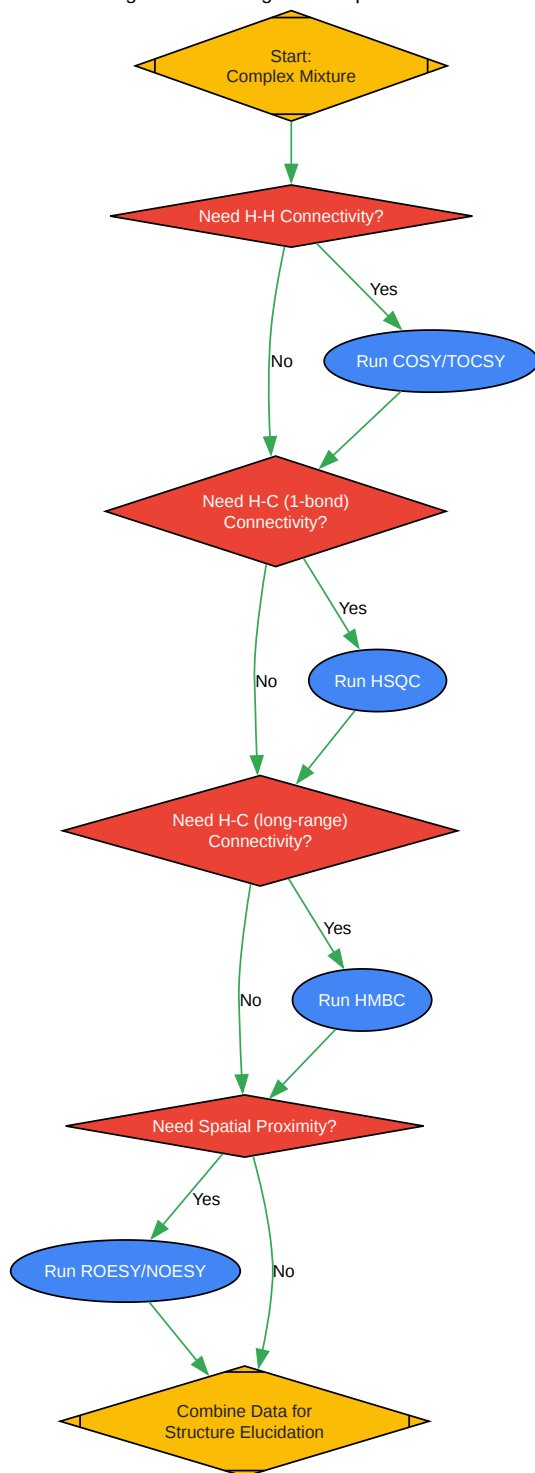 Start:
Complex Mixture
Need H-H Connectivity?
Yes
Run COSY/TOCSY
No
Need H-C (1-bond)
Connectivity?
Yes
Run HSQC
No
Need H-C (long-range)
Connectivity?
Yes
Run HMBC
No
Need Spatial Proximity?
Yes
Run ROESY/NOESY
No
Combine Data for
Structure Elucidation